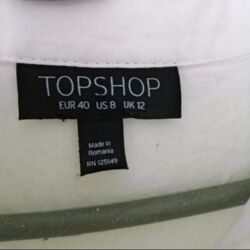 TOPSHOP
EUR 40 US 8 UK 12
Made in
Romania
RN 125149